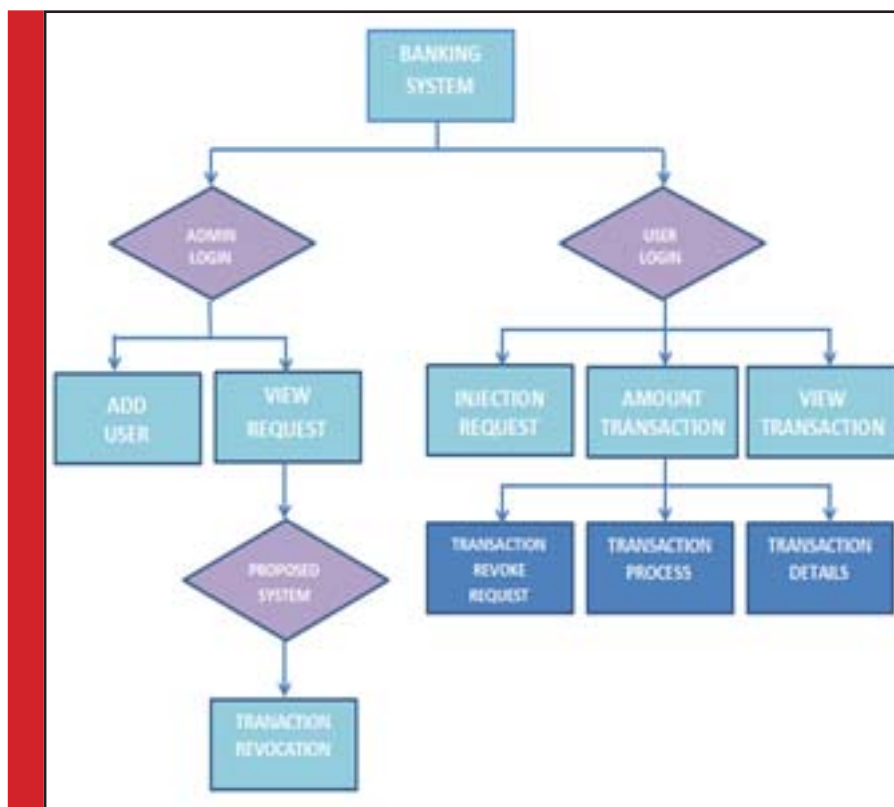 BANKING
SYSTEM
ADMIN
LOGIN
USER
LOGIN
ADD
USER
VIEW
REQUEST
INJECTION
REQUEST
AMOUNT
TRANSACTION
VIEW
TRANSACTION
TRANSACTION
REVOKE
REQUEST
TRANSACTION
PROCESS
TRANSACTION
DETAILS
PROPOSED
SYSTEM
TRANACTION
REVOCATION